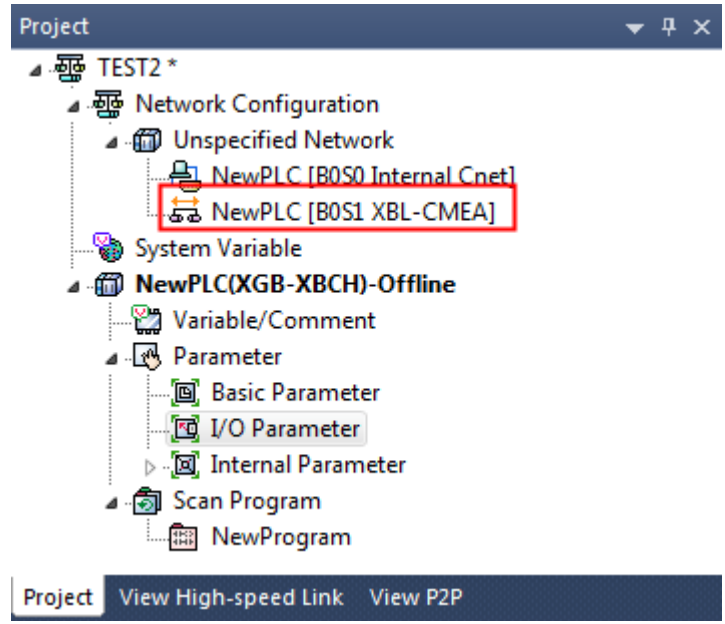 Project
TEST2 *
Network Configuration
Unspecified Network
NewPLC [B0S0 Internal Cnet]
NewPLC [B0S1 XBL-CMEA]
System Variable
NewPLC(XGB-XBCH)-Offline
Variable/Comment
Parameter
Basic Parameter
I/O Parameter
Internal Parameter
Scan Program
NewProgram
Project View High-speed Link View P2P